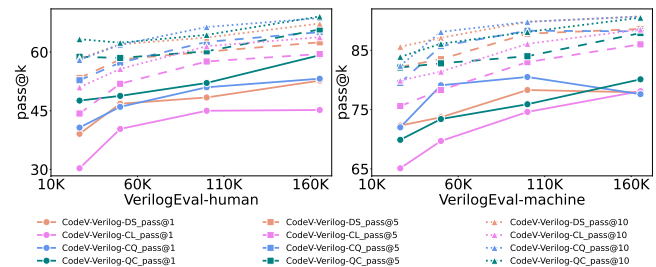 pass@k
60
45
30
10K 60K 110K 160K
VerilogEval-human
pass@k
85
75
65
10K 60K 110K 160K
VerilogEval-machine
CodeV-Verilog-DS_pass@1 CodeV-Verilog-DS_pass@5 CodeV-Verilog-DS_pass@10
CodeV-Verilog-CL_pass@1 CodeV-Verilog-CL_pass@5 CodeV-Verilog-CL_pass@10
CodeV-Verilog-CQ_pass@1 CodeV-Verilog-CQ_pass@5 CodeV-Verilog-CQ_pass@10
CodeV-Verilog-QC_pass@1 CodeV-Verilog-QC_pass@5 CodeV-Verilog-QC_pass@10